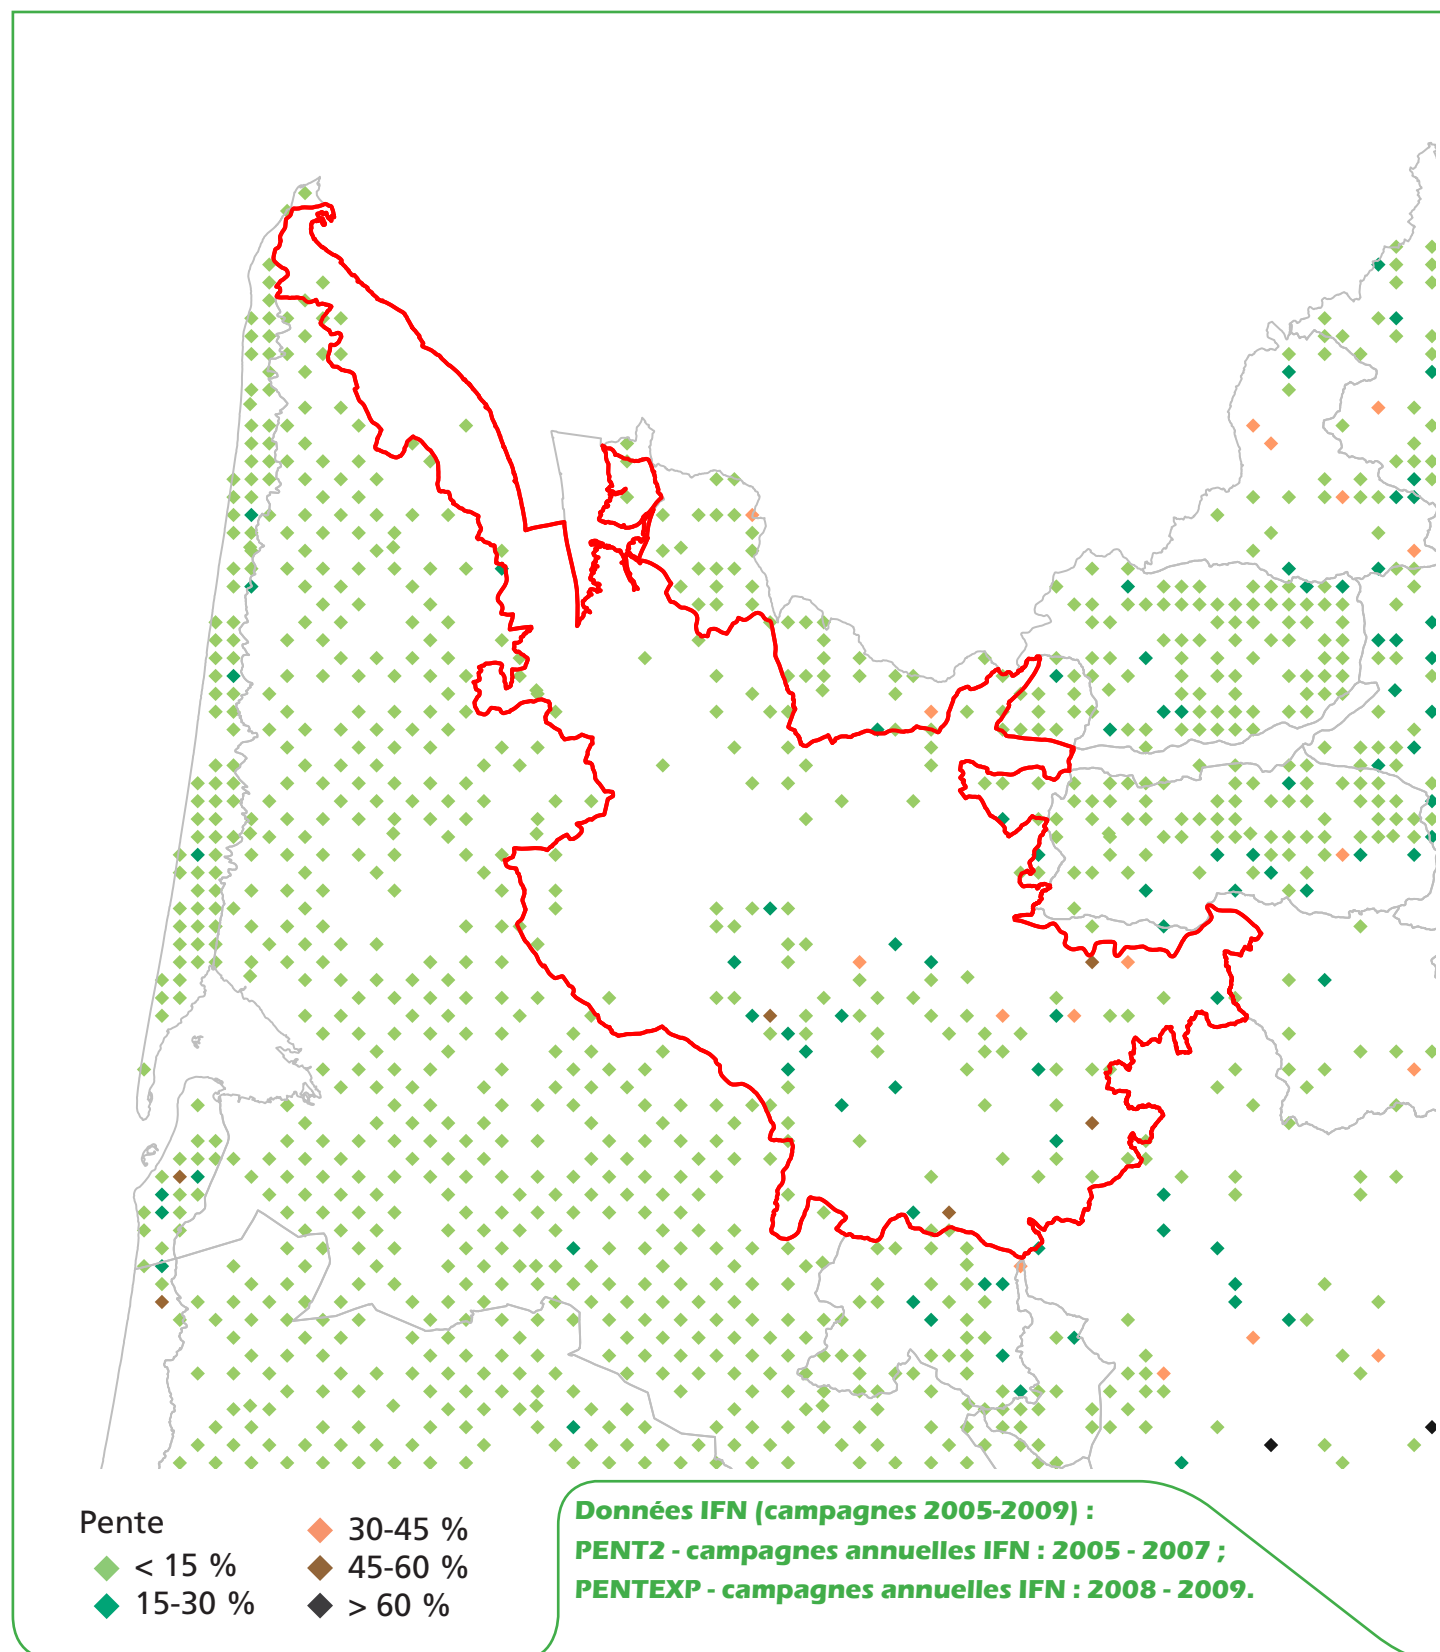 Pente
< 15 %
15-30 %
30-45 %
45-60 %
> 60 %
Données IFN (campagnes 2005-2009) :
PENT2 - campagnes annuelles IFN : 2005 - 2007 ;
PENTEXP - campagnes annuelles IFN : 2008 - 2009.